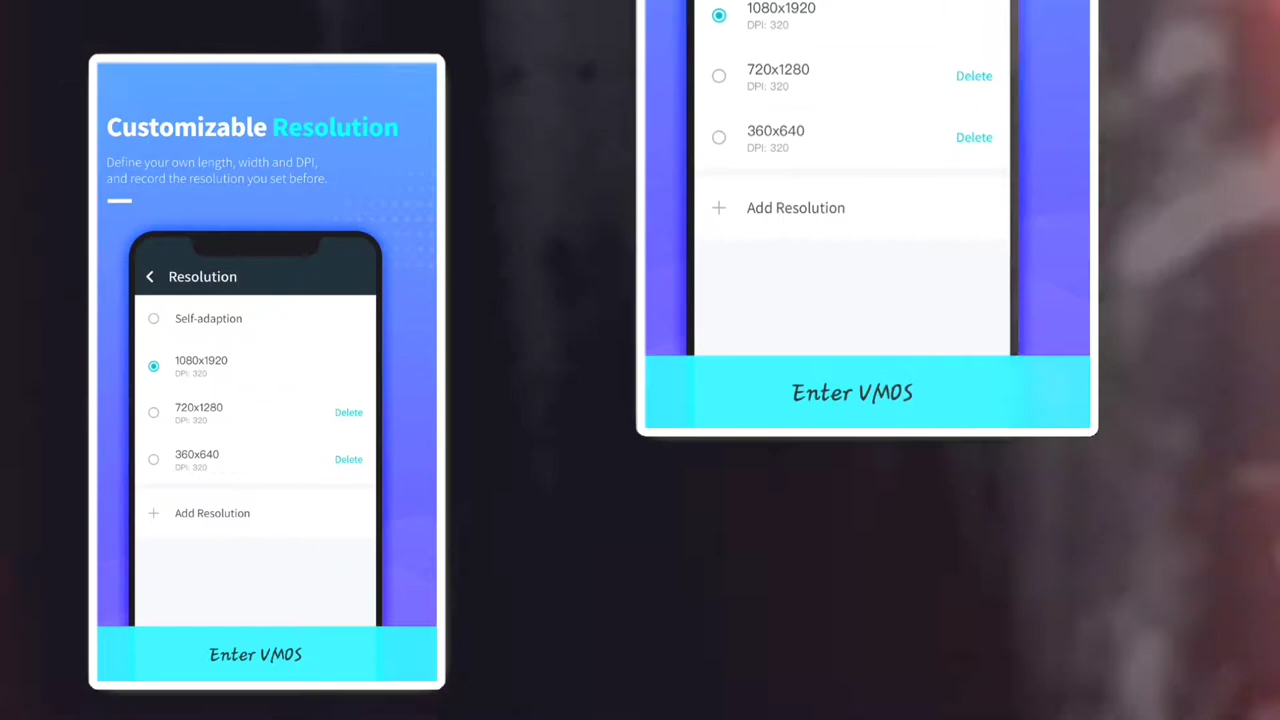 Customizable Resolution
Define your own length, width and DPI,
and record the resolution you set before.
Resolution
Self-adaption
1080x1920
DPI: 320
720x1280
DPI: 320
Delete
360x640
DPI: 320
Delete
Add Resolution
Enter VMOS
1080x1920
DPI: 320
720x1280
DPI: 320
Delete
360x640
DPI: 320
Delete
Add Resolution
Enter VMOS